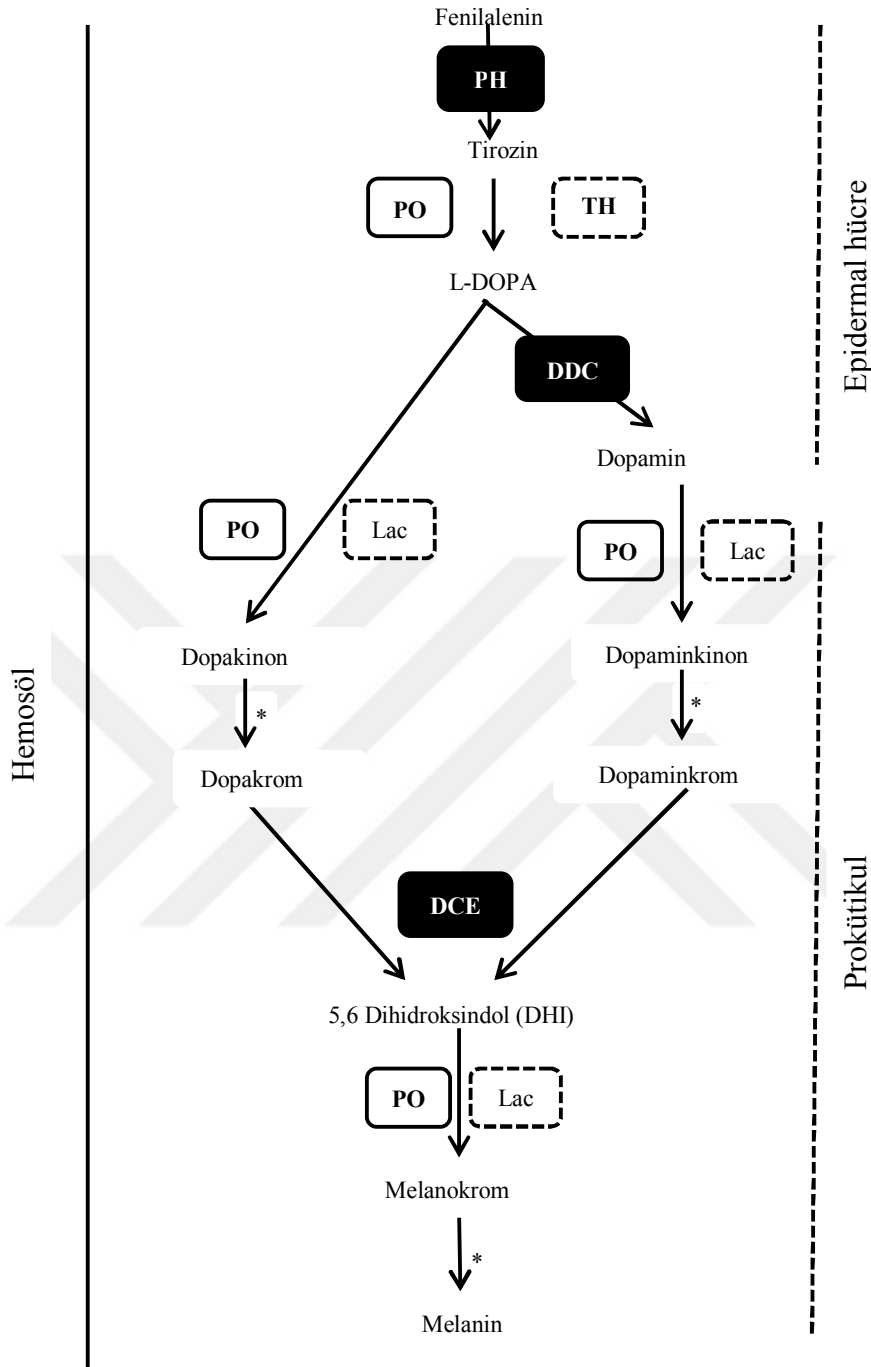 Fenilalenin
PH
Tirozin
PO
TH
L-DOPA
DDC
Dopamin
PO
Lac
PO
Lac
Dopakinon
Dopaminkinon
*
*
Dopakrom
Dopaminkrom
DCE
5,6 Dihidroksindol (DHI)
PO
Lac
Melanokrom
*
Melanin
Hemosöl
Epidermal hücre
Prokütikul